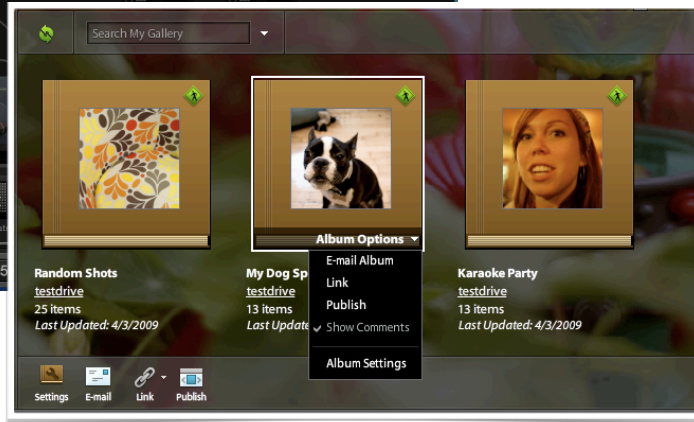 Search My Gallery
Album Options
E-mail Album
Link
Publish
Show Comments
Album Settings
Random Shots
testdrive
25 items
Last Updated: 4/3/2009
My Dog Sp
testdrive
13 items
Last Update
Karaoke Party
testdrive
13 items
Last Updated: 4/3/2009
Settings
E-mail
Link
Publish